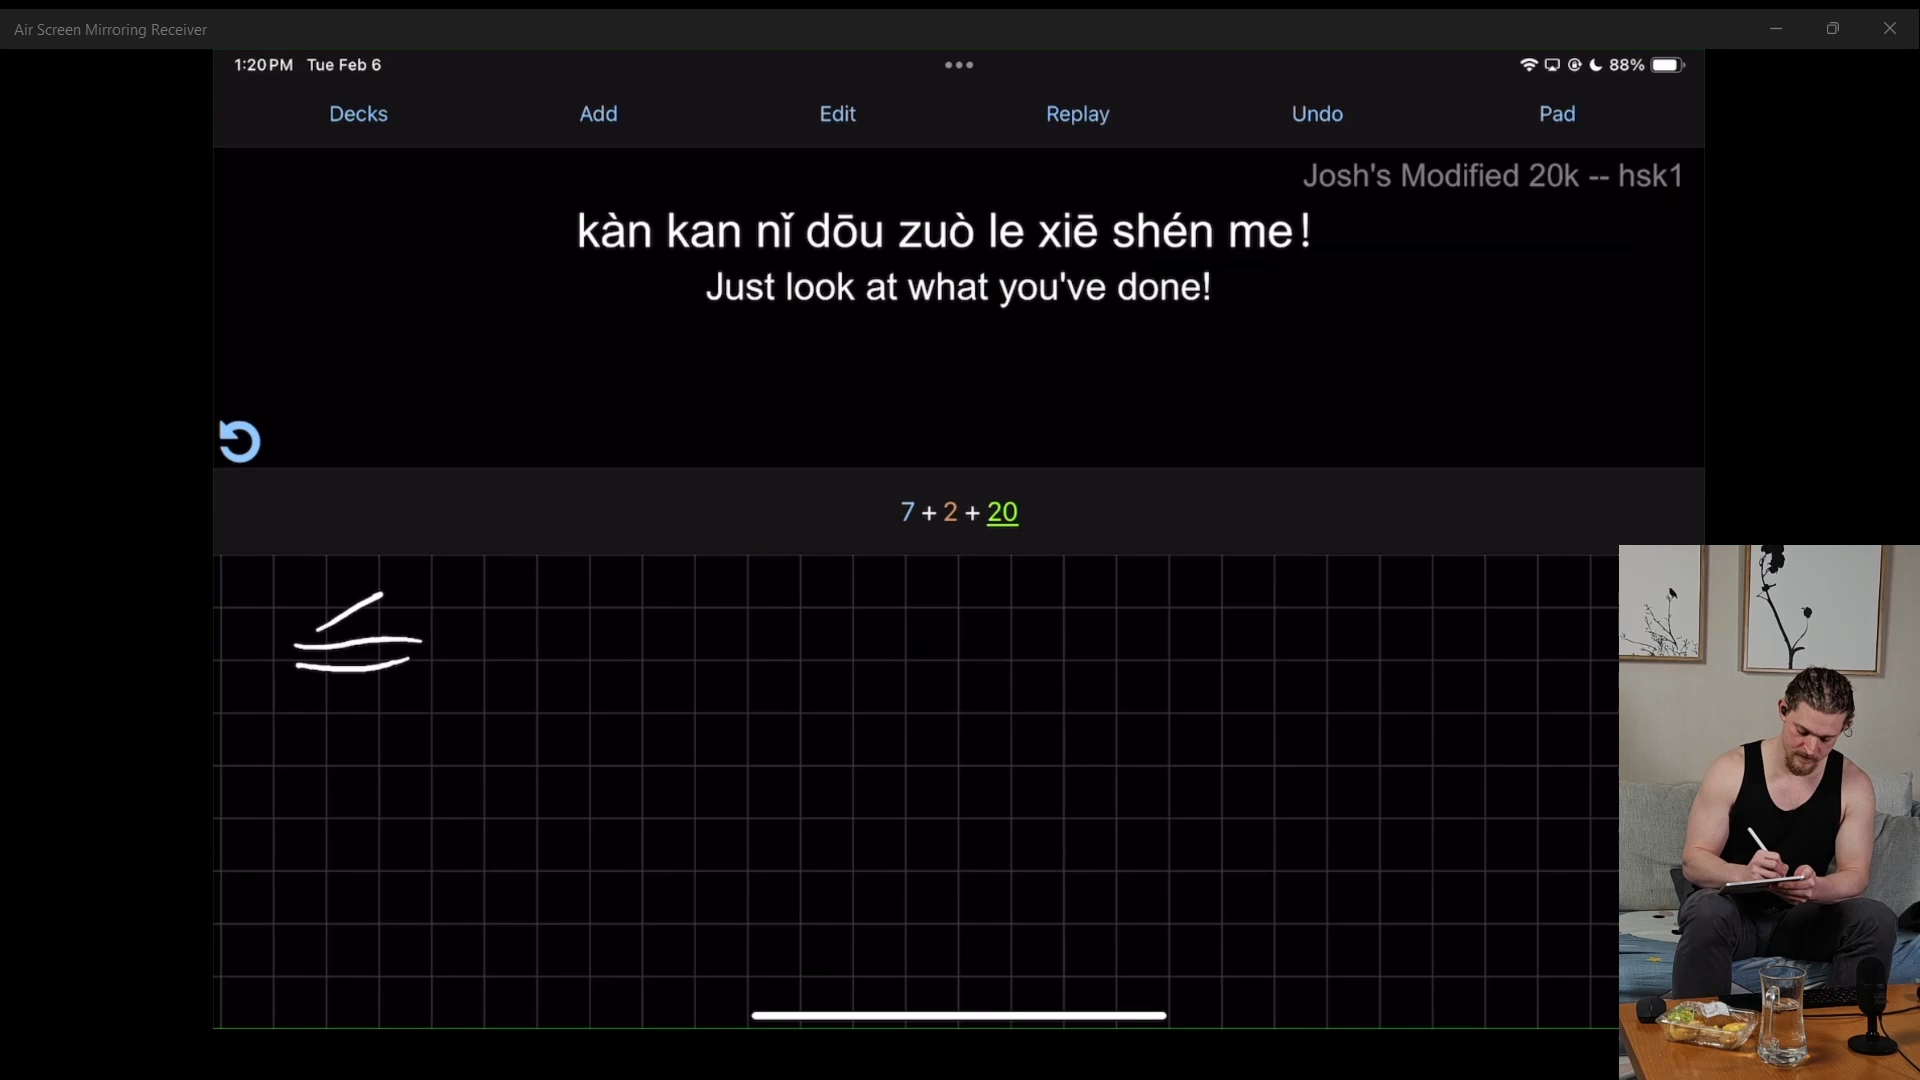 Air Screen Mirroring Receiver
1:20 PM Tue Feb 6
88%
Decks Add Edit Replay Undo Pad
Josh's Modified 20k -- hsk1
kàn kan nǐ dōu zuò le xiē shén me!
Just look at what you've done!
7 + 2 + 20